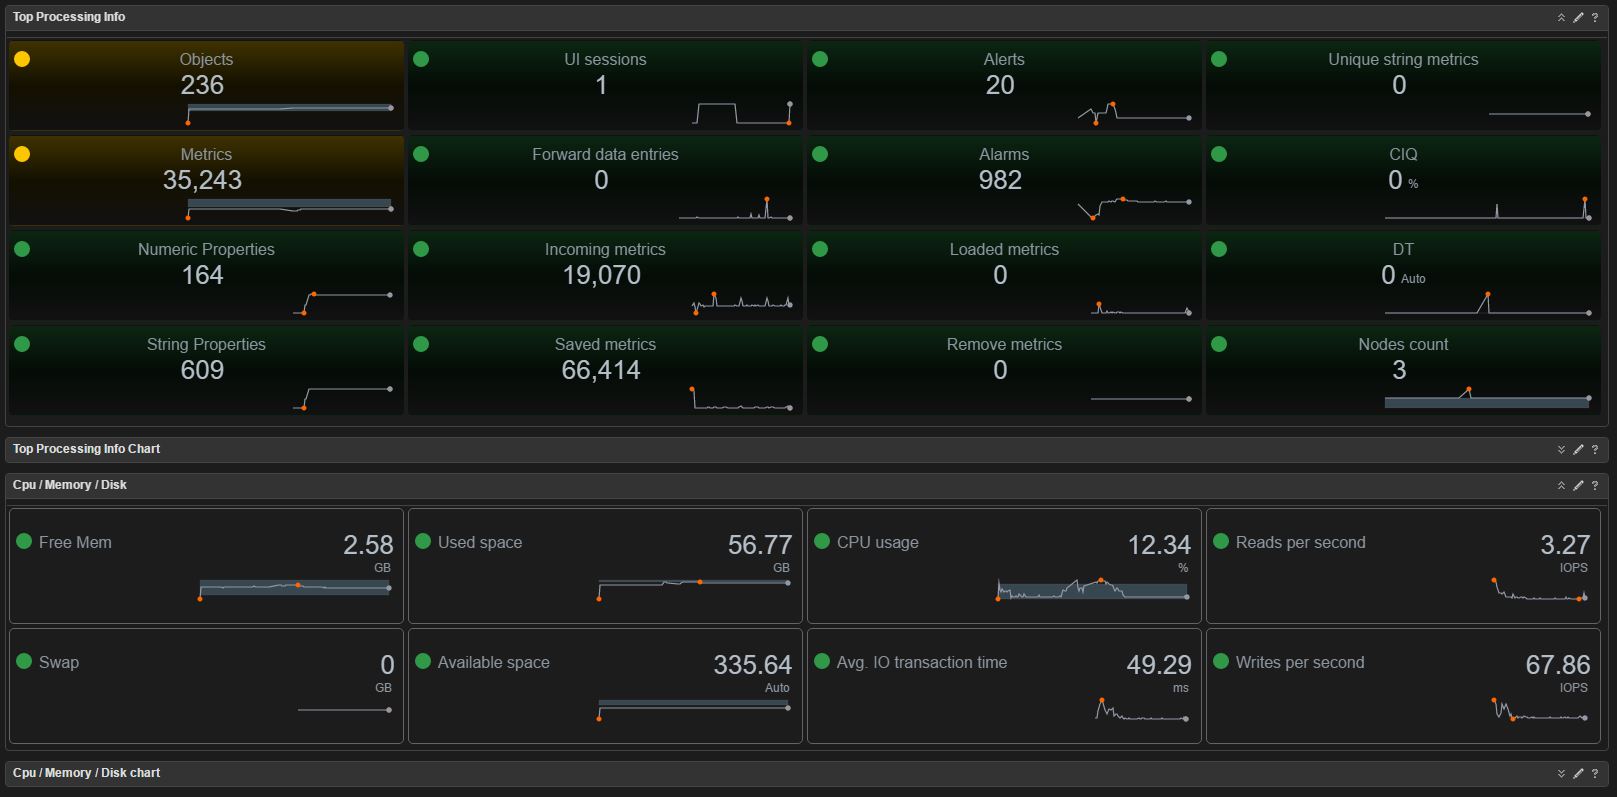 Top Processing Info
?
Objects
236
UI sessions
1
Alerts
20
Unique string metrics
0
Metrics
35,243
Forward data entries
0
Alarms
982
CIQ
0 %
Numeric Properties
164
Incoming metrics
19,070
Loaded metrics
0
DT
0 Auto
String Properties
609
Saved metrics
66,414
Remove metrics
0
Nodes count
3
Top Processing Info Chart
?
Cpu / Memory / Disk
?
Free Mem
2.58
GB
Used space
56.77
GB
CPU usage
12.34
%
Reads per second
3.27
IOPS
Swap
0
GB
Available space
335.64
Auto
Avg. IO transaction time
49.29
ms
Writes per second
67.86
IOPS
Cpu / Memory / Disk chart
?